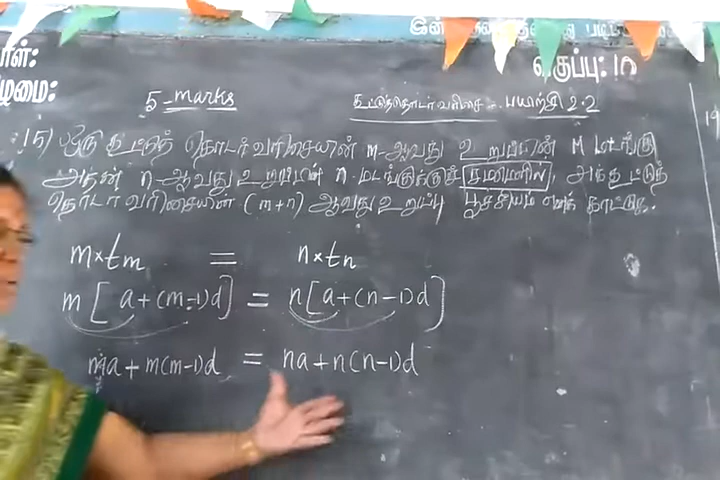 வகுப்பு: 10
5-marks
கூட்டுத்தொடர் வரிசை - பயிற்சி 2.2
15) ஒரு கூட்டுத் தொடர் வரிசையின் m-ஆவது உறுப்பின் m மடங்கு
அதன் n-ஆவது உறுப்பின் n மடங்குக்குச் சமமெனில், அந்த கூட்டுத்
தொடர் வரிசையின் (m+n) ஆவது உறுப்பு பூச்சியம் எனக் காட்டுக.
m×tm = n×tn
m[a+(m-1)d] = n[a+(n-1)d]
ma+m(m-1)d = na+n(n-1)d